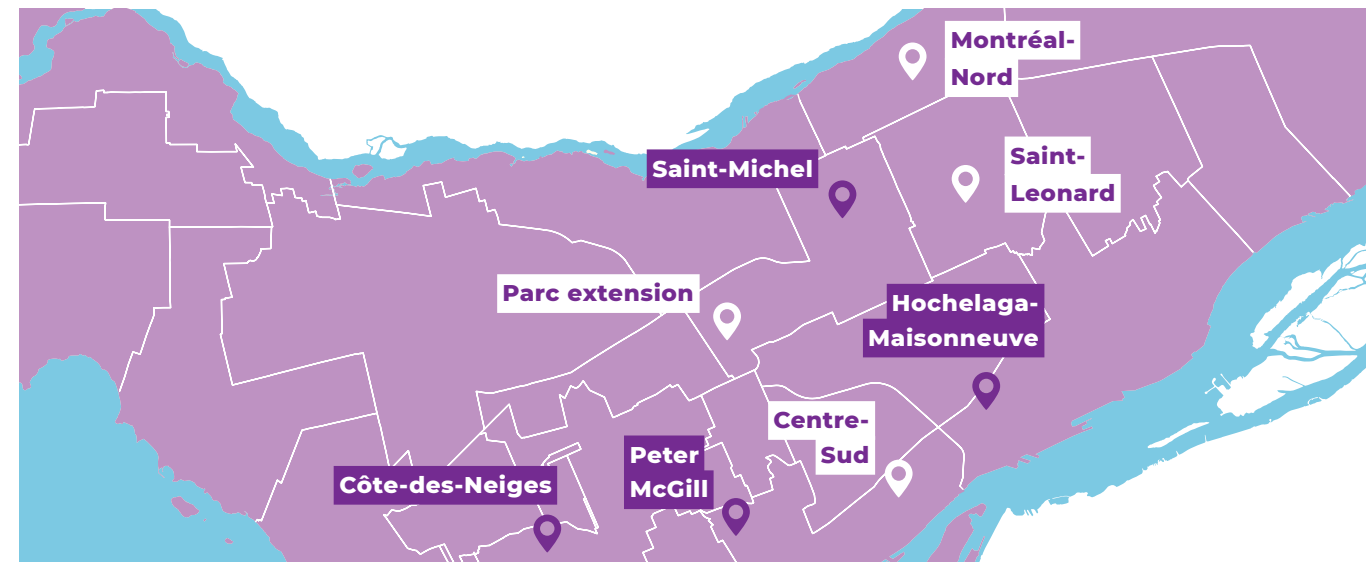 Montréal-
Nord
Saint-Michel
Saint-
Leonard
Parc extension
Hochelaga-
Maisonneuve
Centre-
Sud
Peter
McGill
Côte-des-Neiges